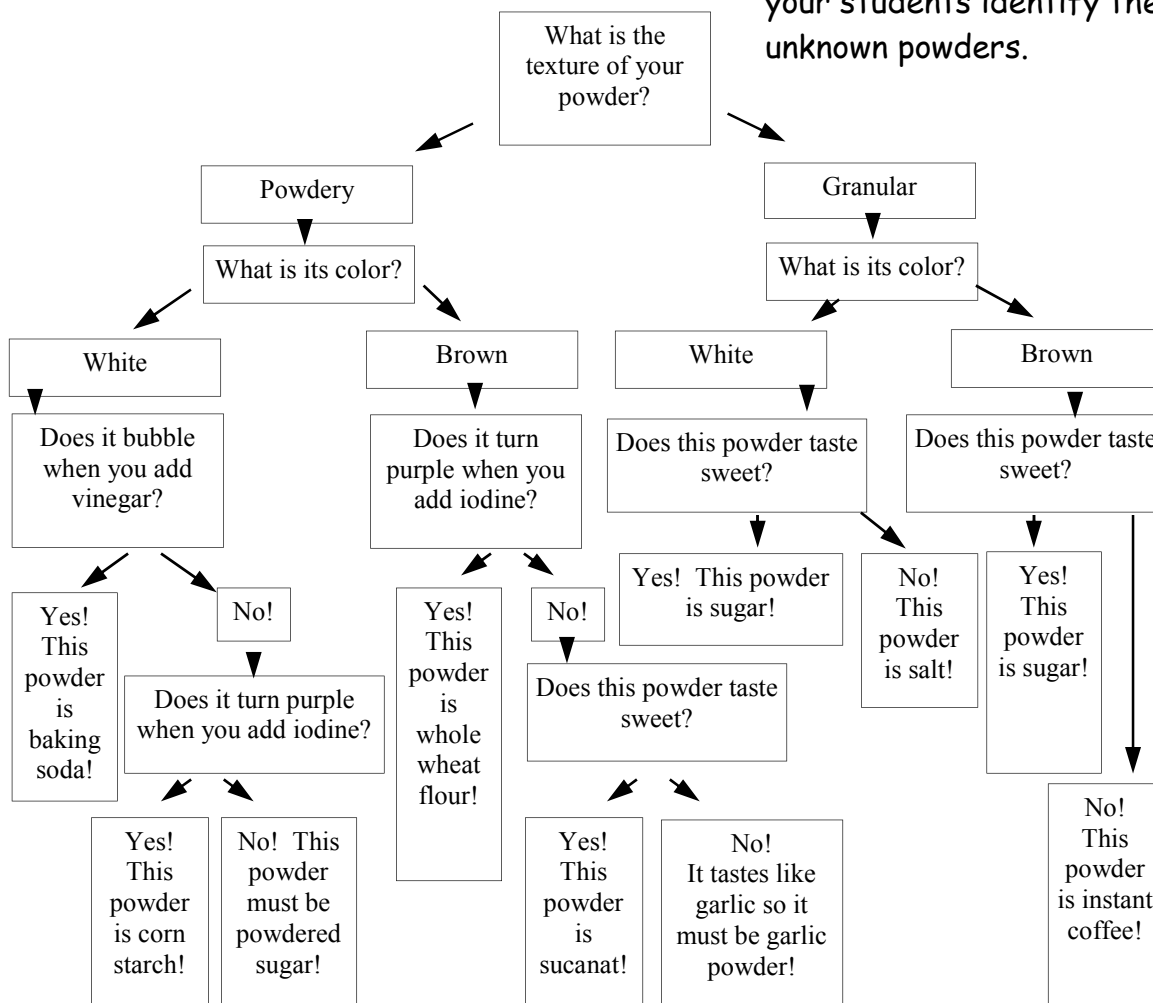 your students identify the
unknown powders.
What is the
texture of your
powder?
Powdery
Granular
What is its color?
What is its color?
White
Brown
White
Brown
Does it bubble
when you add
vinegar?
Does it turn
purple when you
add iodine?
Does this powder taste
sweet?
Does this powder taste
sweet?
Yes!
This
powder
is
baking
soda!
No!
Does it turn purple
when you add iodine?
Yes!
This
powder
is corn
starch!
No! This
powder
must be
powdered
sugar!
Yes!
This
powder
is
whole
wheat
flour!
No!
Does this powder taste
sweet?
Yes!
This
powder
is
sucanat!
No!
It tastes like
garlic so it
must be garlic
powder!
Yes! This powder
is sugar!
No!
This
powder
is salt!
Yes!
This
powder
is sugar!
No!
This
powder
is instant
coffee!